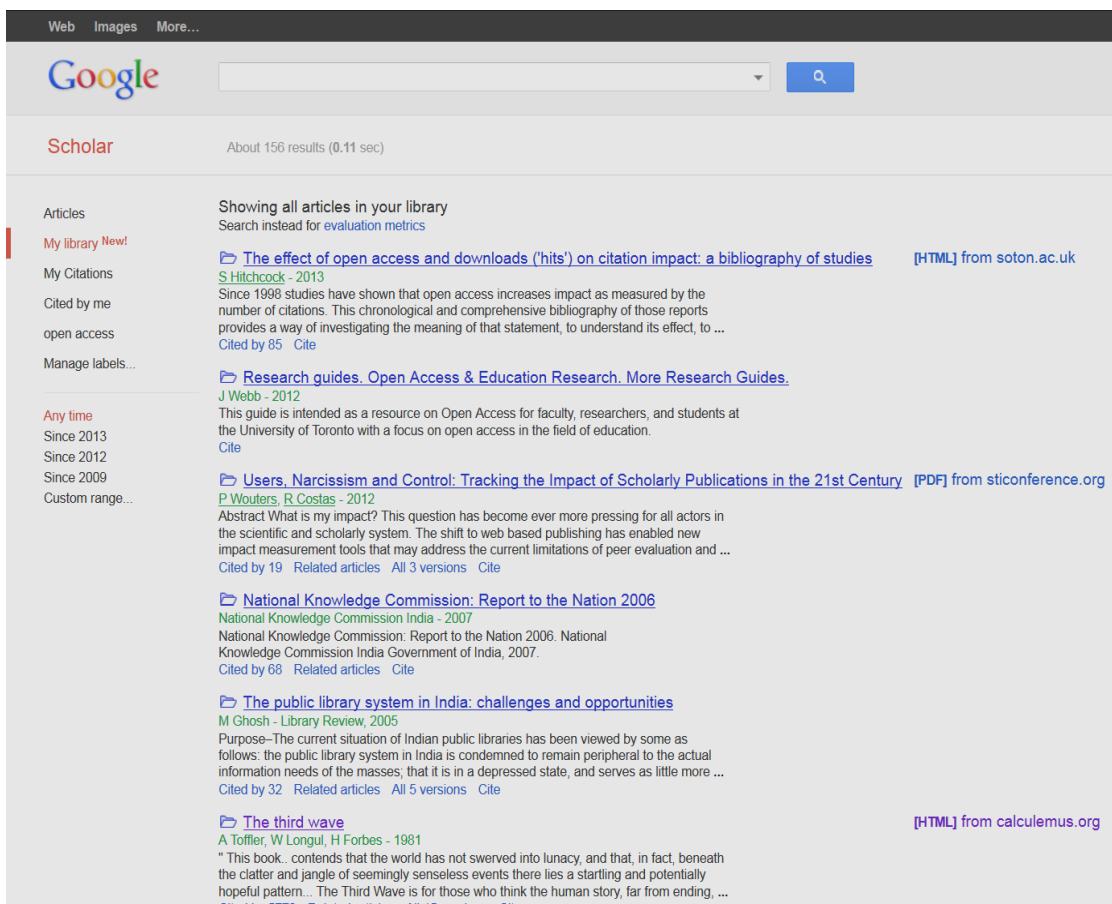 Web Images More...
Google
Scholar
About 156 results (0.11 sec)
Articles
My library New!
My Citations
Cited by me
open access
Manage labels...
Any time
Since 2013
Since 2012
Since 2009
Custom range...
Showing all articles in your library
Search instead for evaluation metrics
The effect of open access and downloads ('hits') on citation impact: a bibliography of studies [HTML] from soton.ac.uk
S Hitchcock - 2013
Since 1998 studies have shown that open access increases impact as measured by the
number of citations. This chronological and comprehensive bibliography of those reports
provides a way of investigating the meaning of that statement, to understand its effect, to ...
Cited by 85 Cite
Research guides. Open Access & Education Research. More Research Guides.
J Webb - 2012
This guide is intended as a resource on Open Access for faculty, researchers, and students at
the University of Toronto with a focus on open access in the field of education.
Cite
Users, Narcissism and Control: Tracking the Impact of Scholarly Publications in the 21st Century [PDF] from sticonference.org
P Wouters, R Costas - 2012
Abstract What is my impact? This question has become ever more pressing for all actors in
the scientific and scholarly system. The shift to web based publishing has enabled new
impact measurement tools that may address the current limitations of peer evaluation and ...
Cited by 19 Related articles All 3 versions Cite
National Knowledge Commission: Report to the Nation 2006
National Knowledge Commission India - 2007
National Knowledge Commission: Report to the Nation 2006. National
Knowledge Commission India Government of India, 2007.
Cited by 68 Related articles Cite
The public library system in India: challenges and opportunities
M Ghosh - Library Review, 2005
Purpose–The current situation of Indian public libraries has been viewed by some as
follows: the public library system in India is condemned to remain peripheral to the actual
information needs of the masses; that it is in a depressed state, and serves as little more ...
Cited by 32 Related articles All 5 versions Cite
The third wave [HTML] from calculemus.org
A Toffler, W Longul, H Forbes - 1981
" This book.. contends that the world has not swerved into lunacy, and that, in fact, beneath
the clatter and jangle of seemingly senseless events there lies a startling and potentially
hopeful pattern... The Third Wave is for those who think the human story, far from ending, ...